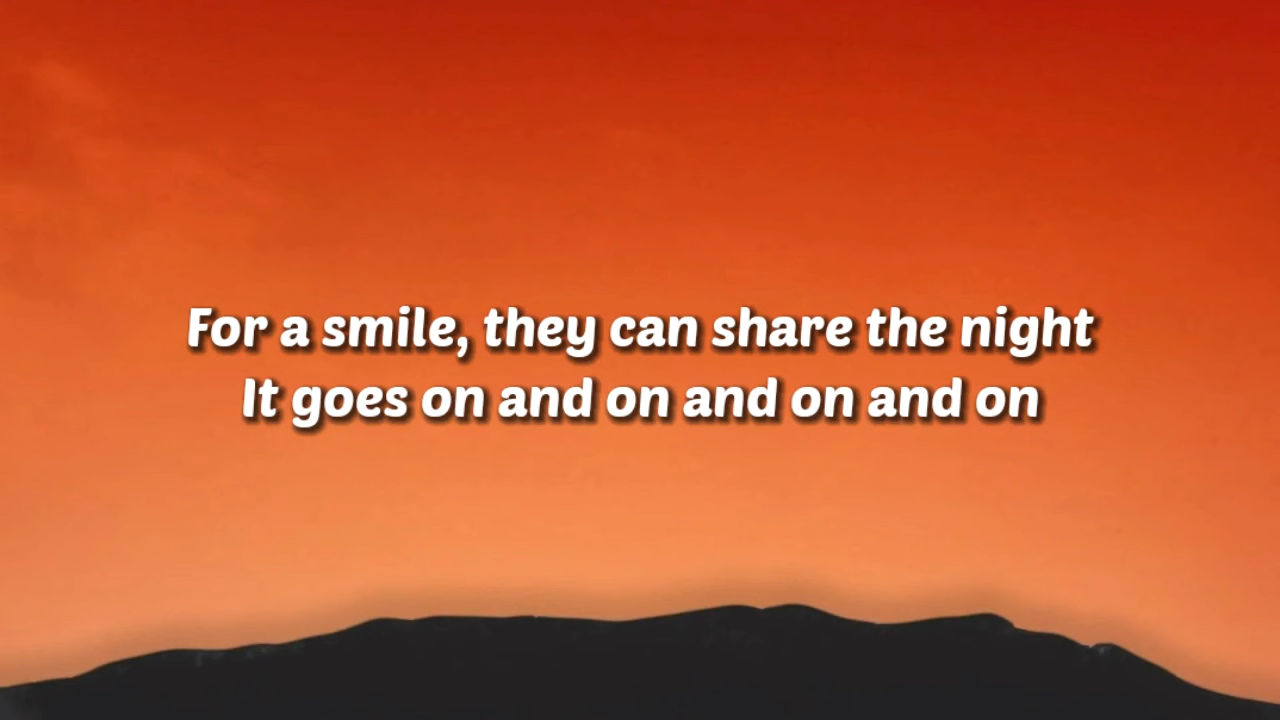 For a smile, they can share the night
It goes on and on and on and on